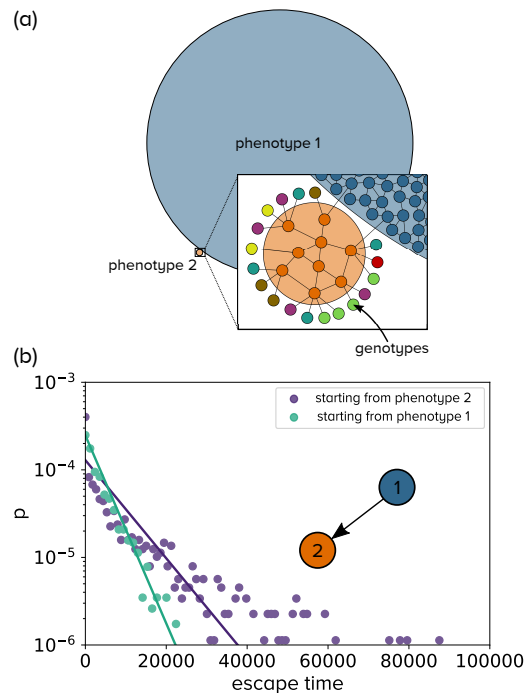 (a)
phenotype 1
phenotype 2
genotypes
(b)
10⁻³
10⁻⁴
10⁻⁵
10⁻⁶
p
starting from phenotype 2
starting from phenotype 1
1
2
0 20000 40000 60000 80000 100000
escape time